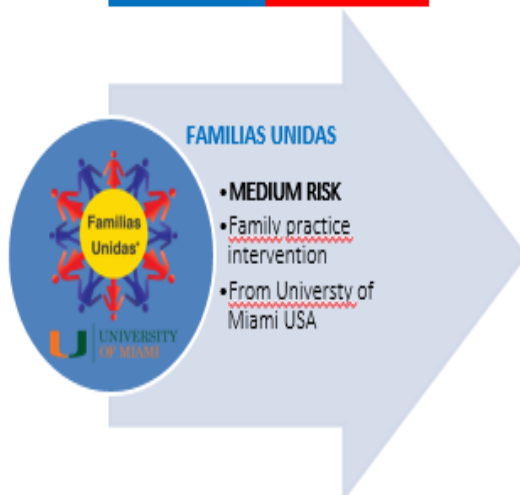 FAMILIAS UNIDAS
•MEDIUM RISK
•Family practice
intervention
•From Universty of
Miami USA
Familias
Unidas®
UNIVERSITY
OF MIAMI